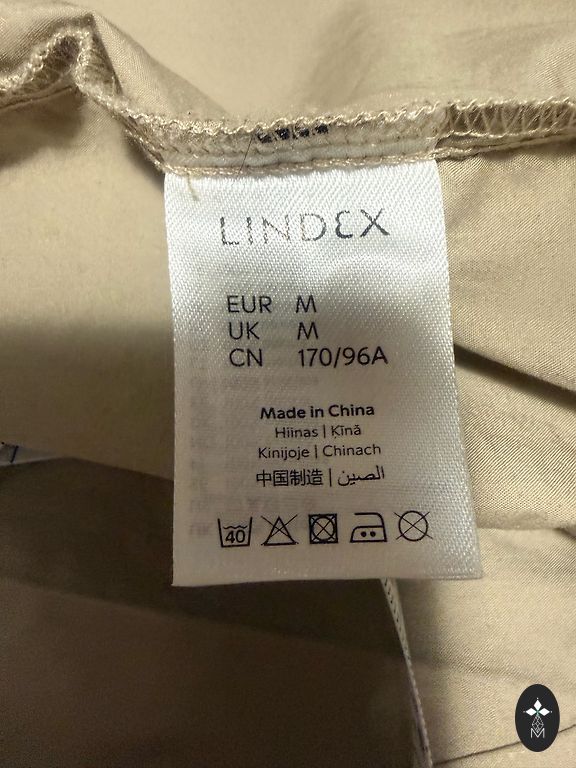 LINDEX
EUR M
UK M
CN 170/96A
Made in China
Hiinas | Ķīnā
Kinijoje | Chinach
中国制造 | الصين
40
M